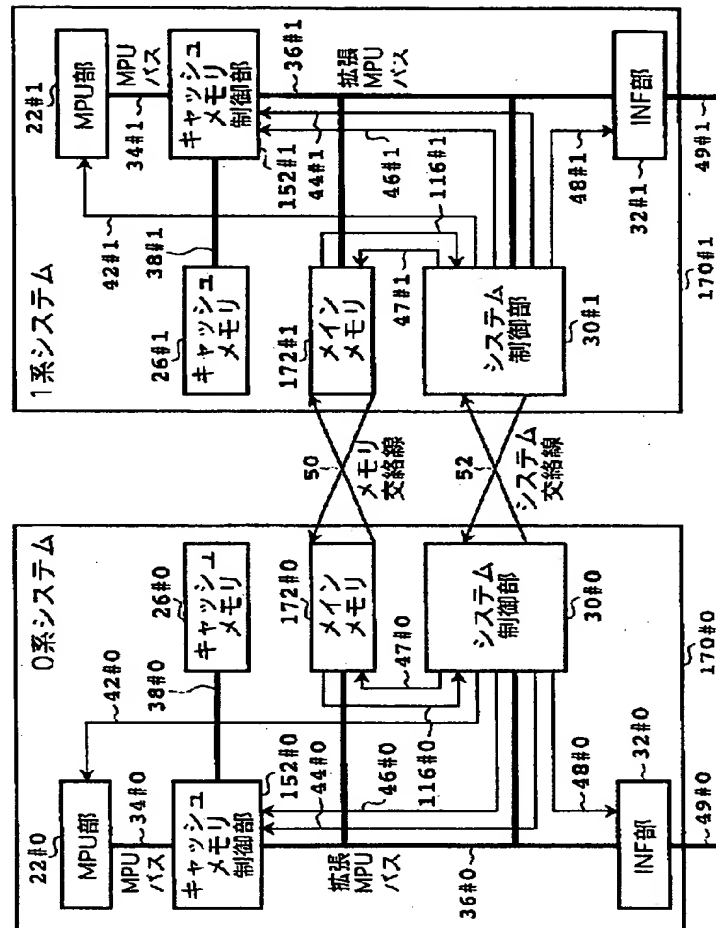 0系システム
22#0
MPU部
34#0
MPU
バス
42#0
38#0
26#0
キャッシュ
メモリ
キャッシュ
メモリ
制御部
152#0
44#0
46#0
拡張
MPU
バス
116#0
172#0
メイン
メモリ
47#0
システム
制御部
30#0
36#0
48#0
INF部
32#0
49#0
170#0
50
メモリ
交絡線
52
システム
交絡線
1系システム
42#1
22#1
MPU部
34#1
MPU
バス
38#1
26#1
キャッシュ
メモリ
キャッシュ
メモリ
制御部
152#1
44#1
46#1
36#1
拡張
MPU
バス
172#1
メイン
メモリ
116#1
47#1
システム
制御部
30#1
48#1
INF部
32#1
49#1
170#1